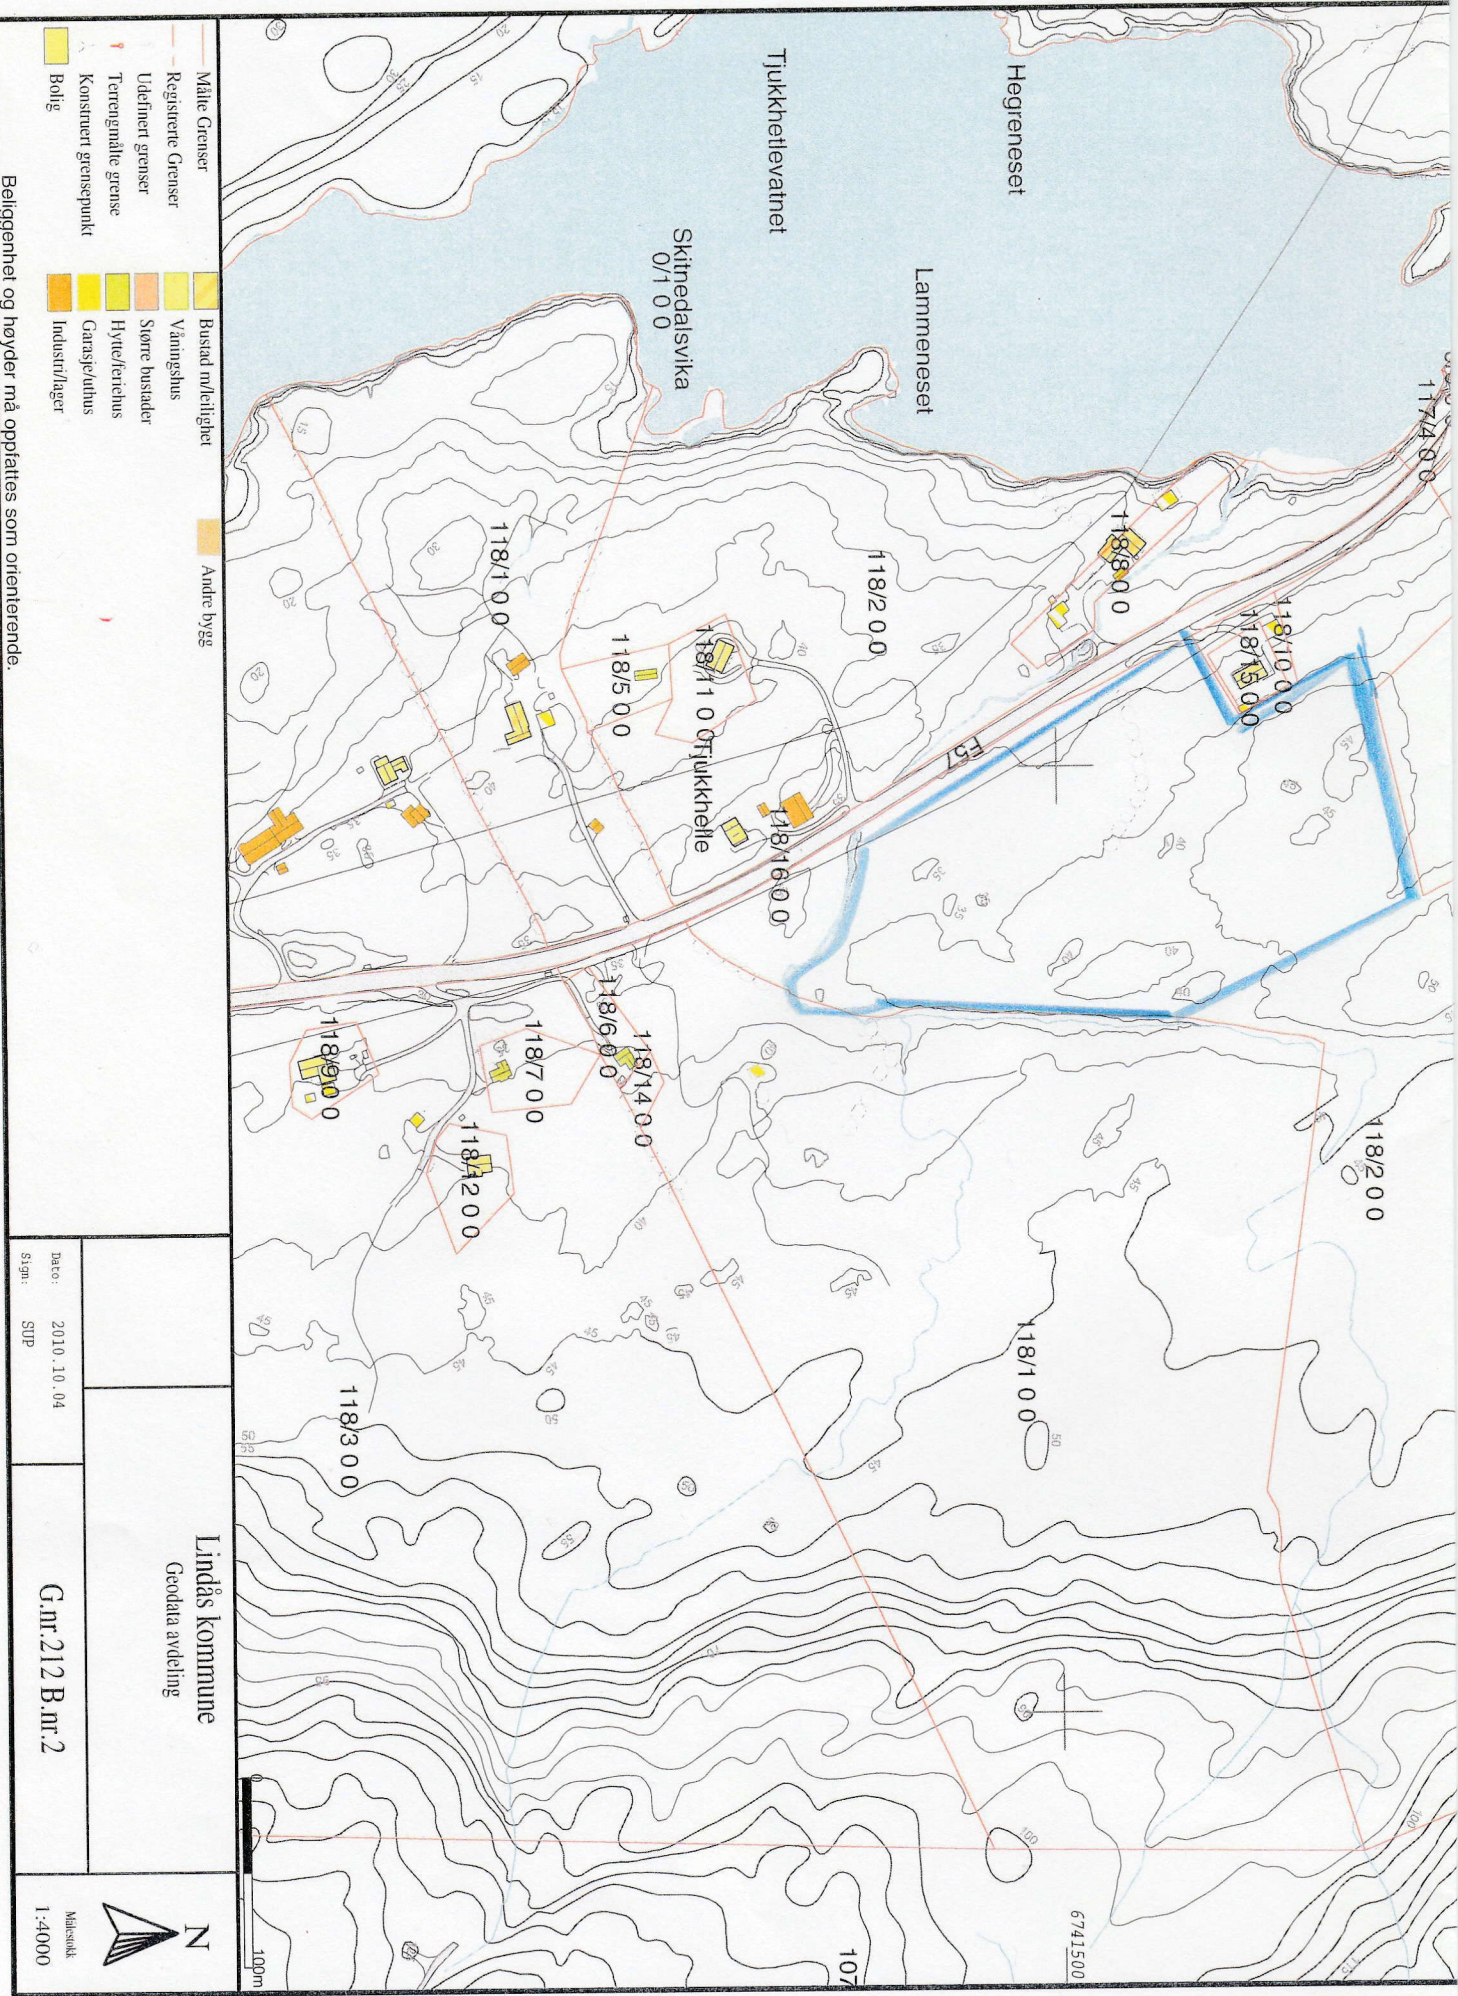 Hegreneset
Tjukkhetlevatnet
Lammeneset
Skitnedalsvika
0/1 0 0
117/4 0 0
118/8 0 0
118/10 0 0
118/15 0 0
118/2 0 0
118/1 0 0
118/5 0 0
118/11 0 0
Tjukkhelle
118/16 0 0
118/6 0 0
118/14 0 0
118/7 0 0
118/9 0 0
118/12 0 0
118/2 0 0
118/1 0 0
118/3 0 0
6741500
107
0
100m
Målte Grenser
Registrerte Grenser
Udefinert grenser
Terrengmålte grense
Konstruert grensepunkt
Bolig
Bustad m/leilighet
Våningshus
Større bustader
Hytte/feriehus
Garasje/uthus
Industri/lager
Andre bygg
Beliggenhet og høyder må oppfattes som orienterende.
Lindås kommune
Geodata avdeling
Dato: 2010.10.04
Sign: SUP
G.nr.212 B.nr.2
N
Målestokk
1:4000